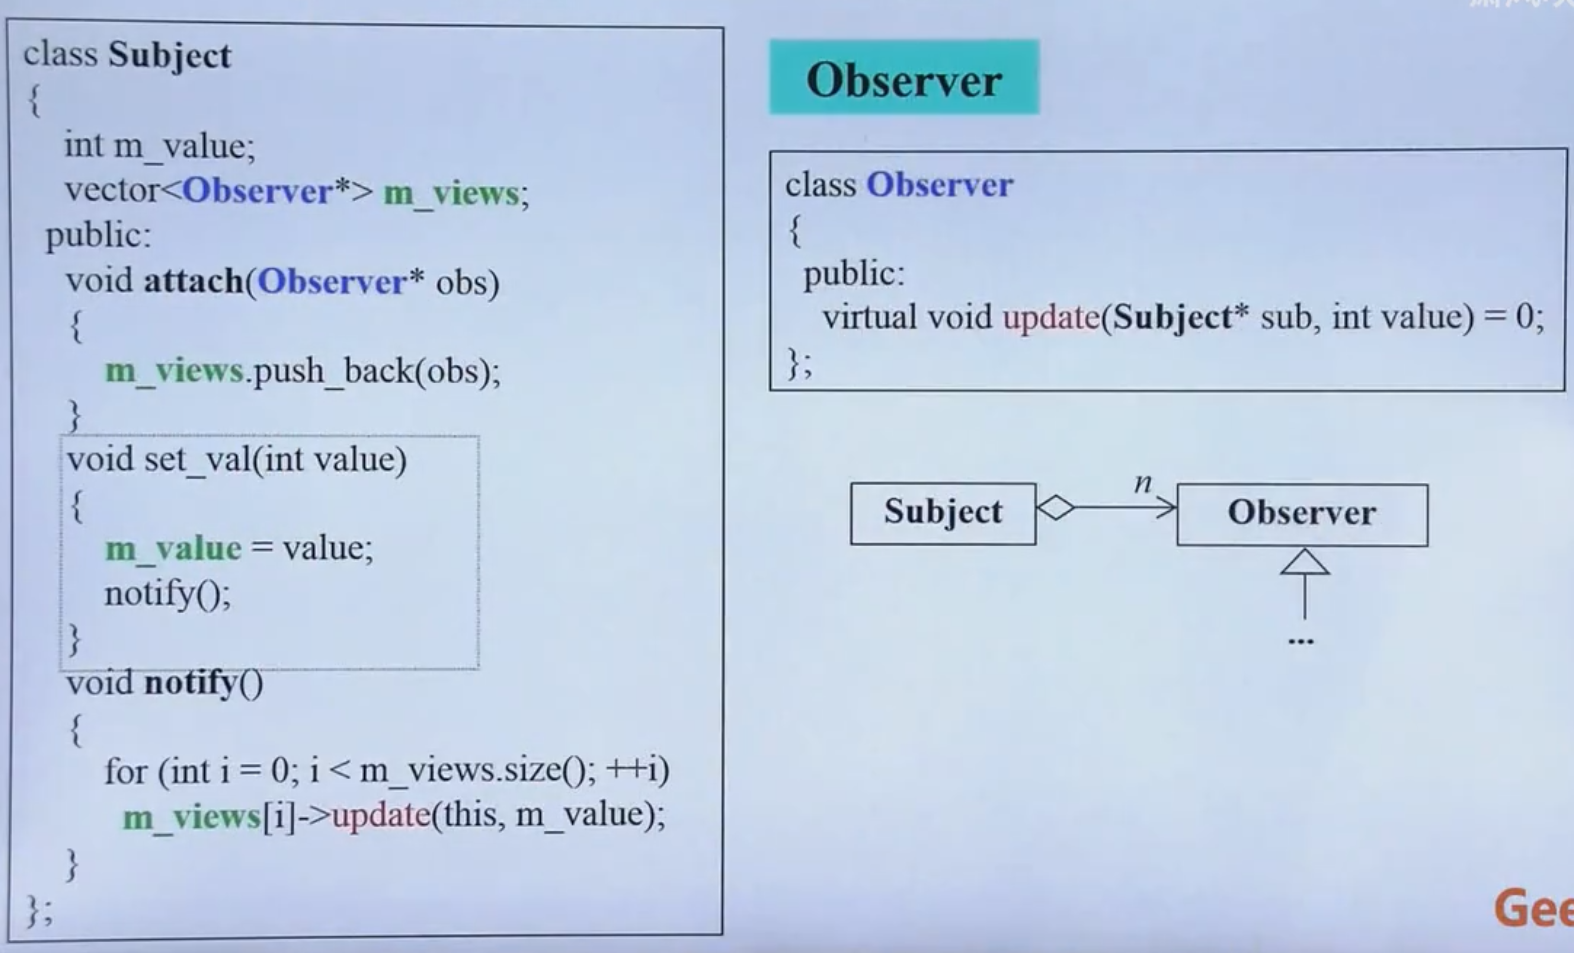 class Subject
{
int m_value;
vector<Observer*> m_views;
public:
void attach(Observer* obs)
{
m_views.push_back(obs);
}
void set_val(int value)
{
m_value = value;
notify();
}
void notify()
{
for (int i = 0; i < m_views.size(); ++i)
m_views[i]->update(this, m_value);
}
};
Observer
class Observer
{
public:
virtual void update(Subject* sub, int value) = 0;
};
Subject
n
Observer
...
Gee